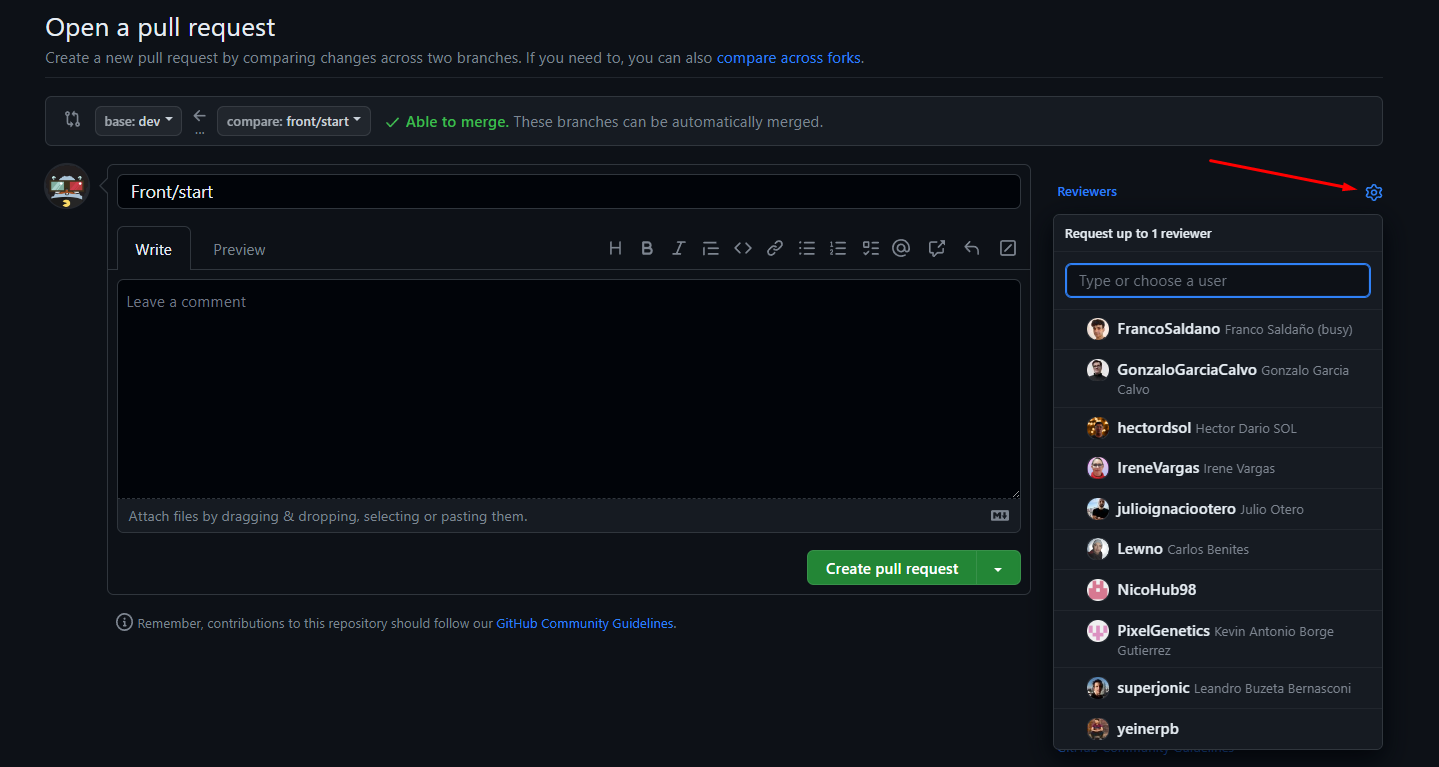 Open a pull request
Create a new pull request by comparing changes across two branches. If you need to, you can also compare across forks.
base: dev
...
compare: front/start
Able to merge. These branches can be automatically merged.
Front/start
Write
Preview
Leave a comment
Attach files by dragging & dropping, selecting or pasting them.
Create pull request
Remember, contributions to this repository should follow our GitHub Community Guidelines.
Reviewers
Request up to 1 reviewer
Type or choose a user
FrancoSaldano Franco Saldaño (busy)
GonzaloGarciaCalvo Gonzalo Garcia
Calvo
hectordsol Hector Dario SOL
IreneVargas Irene Vargas
julioignaciootero Julio Otero
Lewno Carlos Benites
NicoHub98
PixelGenetics Kevin Antonio Borge
Gutierrez
superjonic Leandro Buzeta Bernasconi
yeinerpb
GitHub Community Guidelines